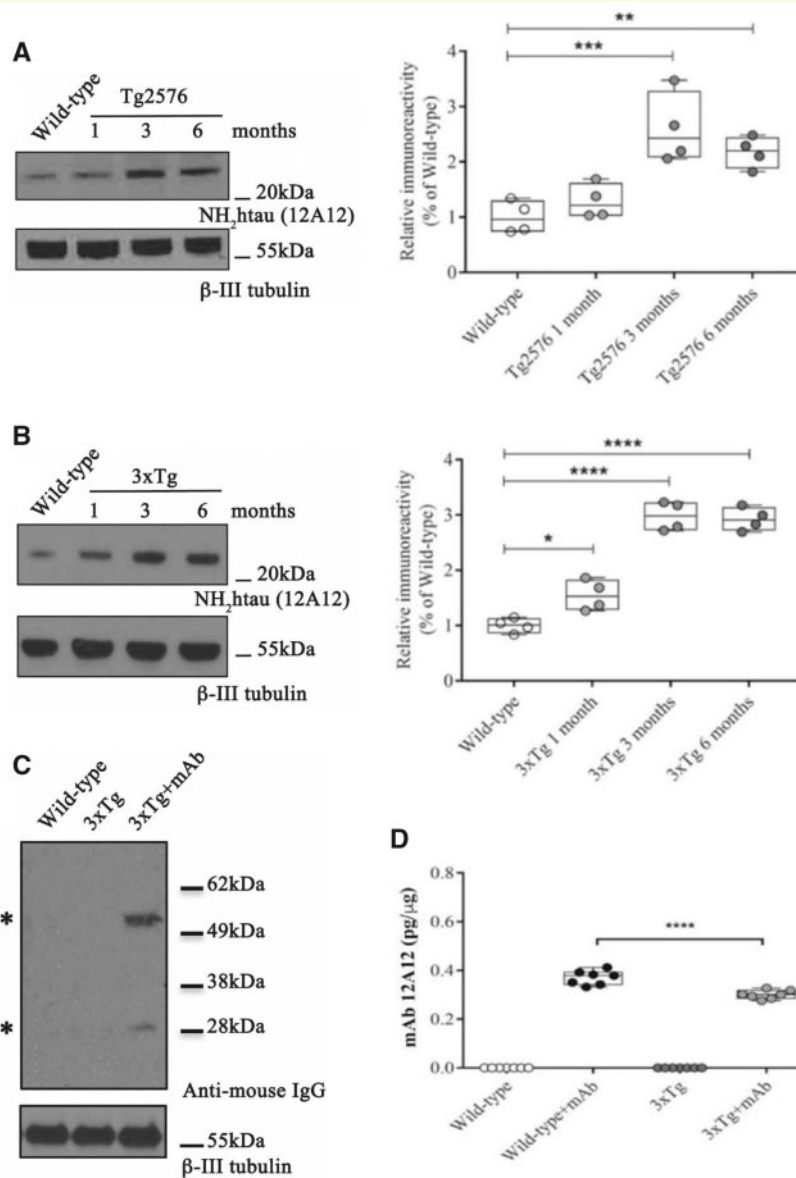 A
Wild-type
Tg2576
1 3 6 months
20kDa
NH2htau (12A12)
55kDa
β-III tubulin
** 
***
Relative immunoreactivity
(% of Wild-type)
4
3
2
1
0
Wild-type
Tg2576 1 month
Tg2576 3 months
Tg2576 6 months
B
Wild-type
3xTg
1 3 6 months
20kDa
NH2htau (12A12)
55kDa
β-III tubulin
****
****
*
Relative immunoreactivity
(% of Wild-type)
4
3
2
1
0
Wild-type
3xTg 1 month
3xTg 3 months
3xTg 6 months
C
Wild-type
3xTg
3xTg+mAb
62kDa
*
49kDa
38kDa
*
28kDa
Anti-mouse IgG
55kDa
β-III tubulin
D
mAb 12A12 (pg/μg)
0.8
0.6
0.4
0.2
0.0
****
Wild-type
Wild-type+mAb
3xTg
3xTg+mAb